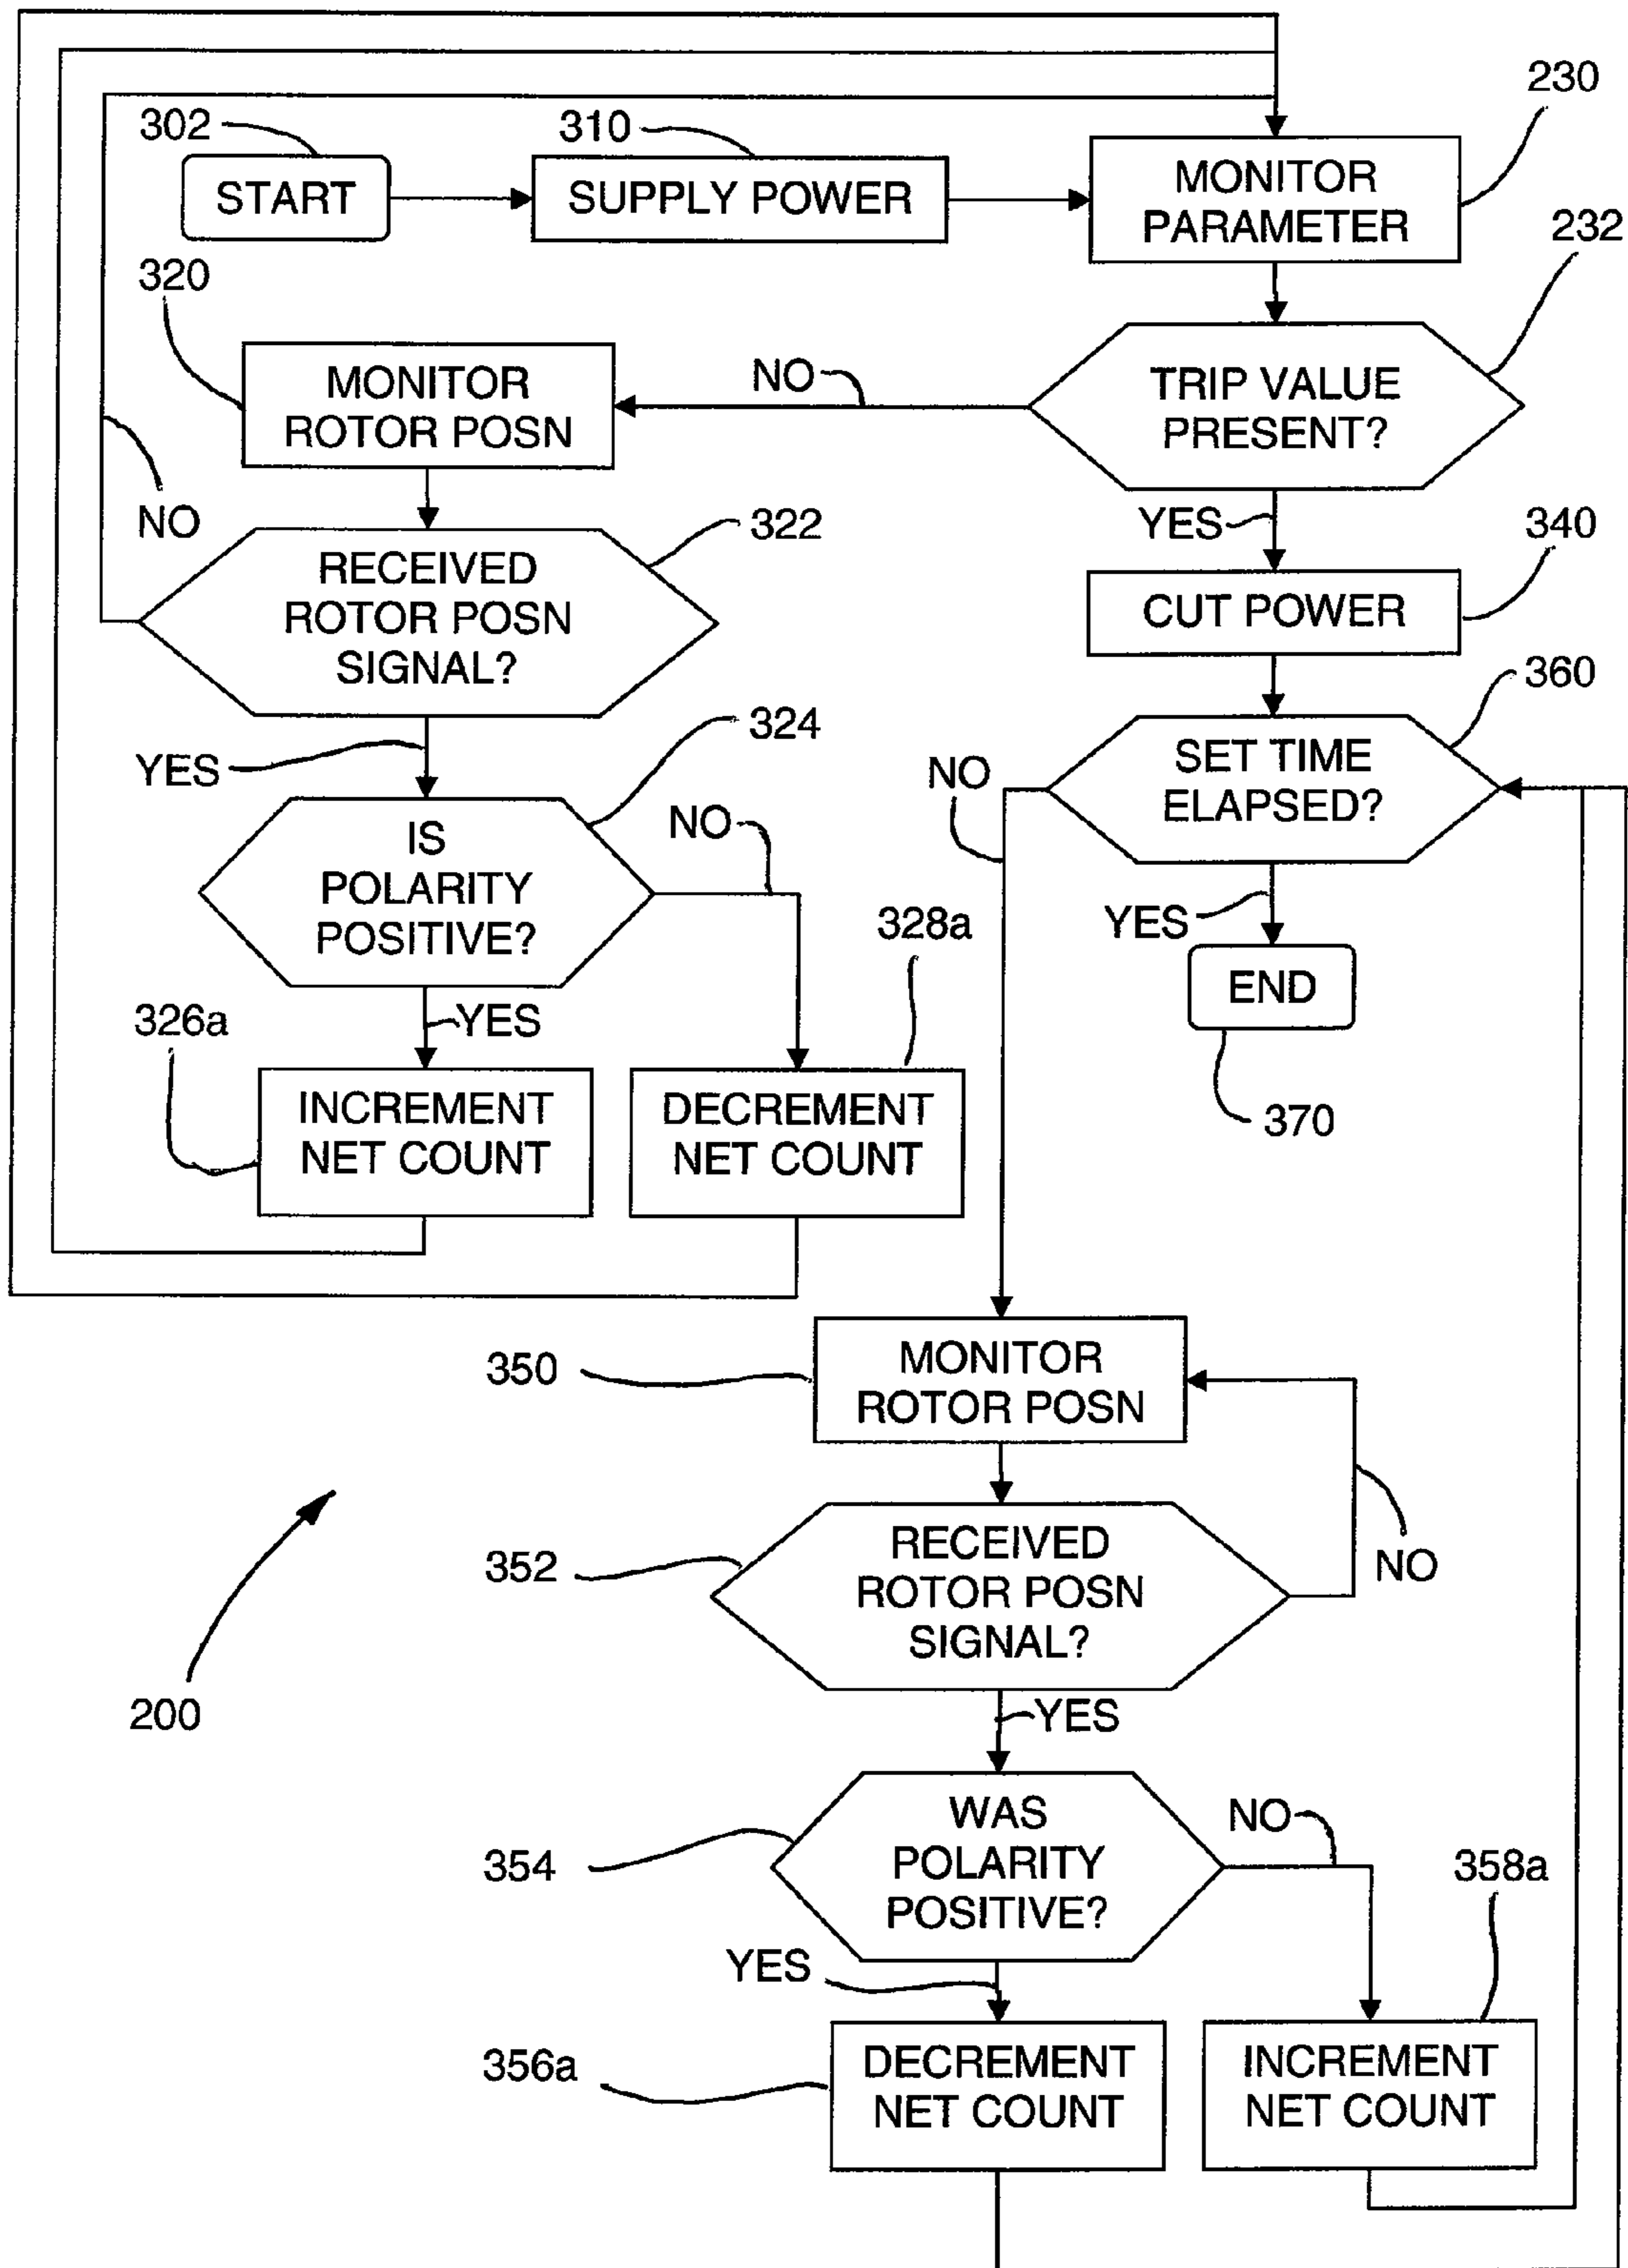 230
302
310
START
SUPPLY POWER
MONITOR
PARAMETER
232
320
MONITOR
ROTOR POSN
NO
TRIP VALUE
PRESENT?
NO
322
YES
340
RECEIVED
ROTOR POSN
SIGNAL?
CUT POWER
360
324
YES
NO
SET TIME
ELAPSED?
IS
POLARITY
POSITIVE?
NO
328a
YES
END
326a
YES
370
INCREMENT
NET COUNT
DECREMENT
NET COUNT
350
MONITOR
ROTOR POSN
352
RECEIVED
ROTOR POSN
SIGNAL?
NO
200
YES
354
WAS
POLARITY
POSITIVE?
NO
358a
YES
356a
DECREMENT
NET COUNT
INCREMENT
NET COUNT